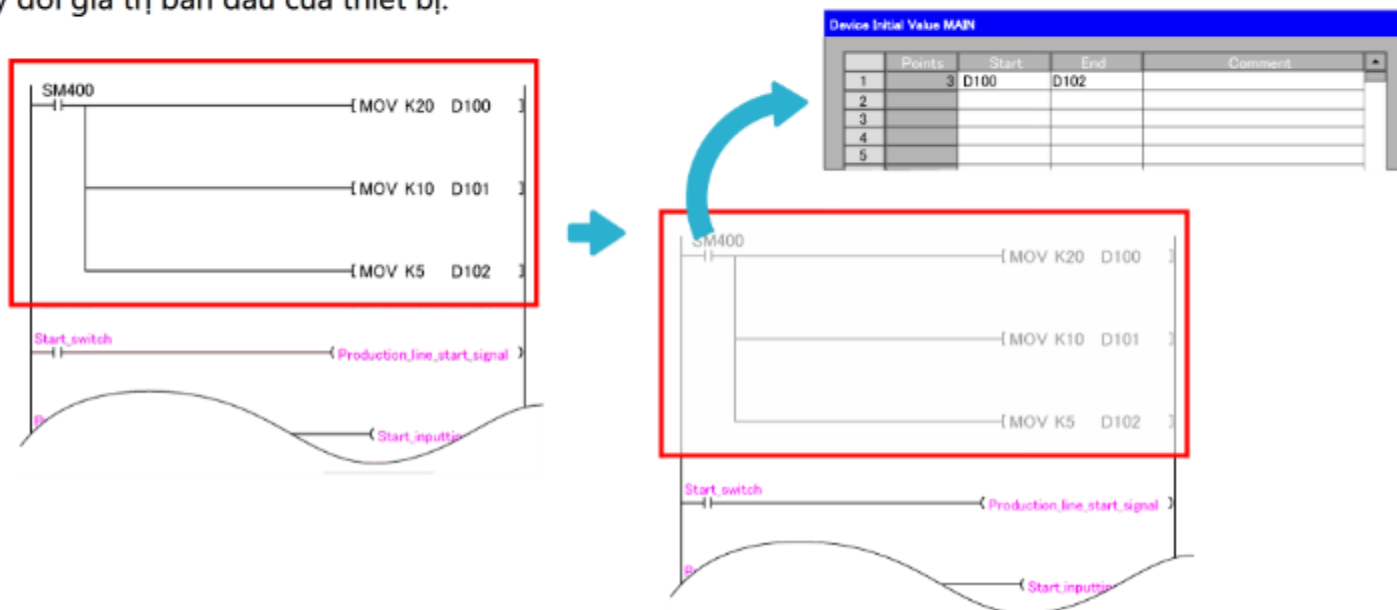 đổi giá trị ban đầu của thiết bị.
SM400
[MOV K20 D100 ]
[MOV K10 D101 ]
[MOV K5 D102 ]
Start_switch
Production_line_start_signal
Device Initial Value MAIN
Points Start End Comment
1 3 D100 D102
2
3
4
5
SM400
[MOV K20 D100 ]
[MOV K10 D101 ]
[MOV K5 D102 ]
Start_switch
Production_line_start_signal